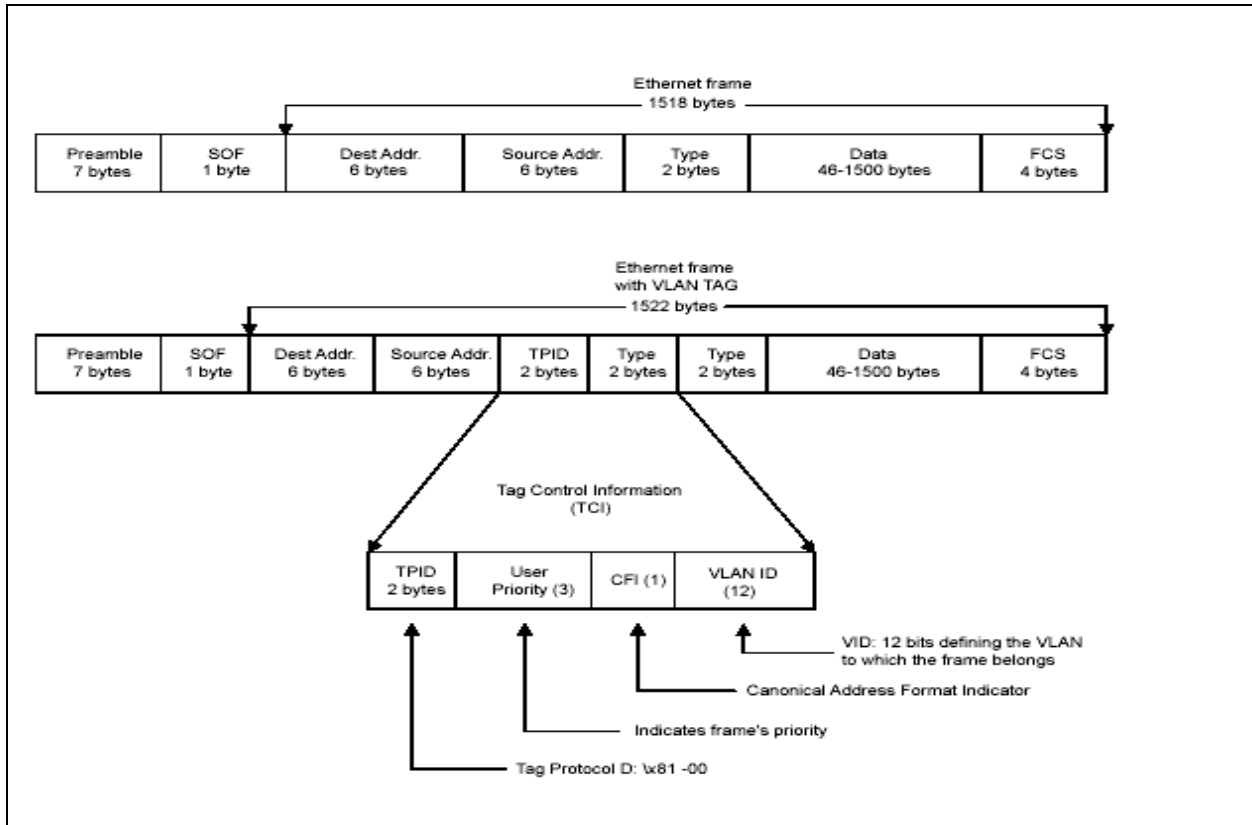 Ethernet frame
1518 bytes
Preamble
7 bytes
SOF
1 byte
Dest Addr.
6 bytes
Source Addr.
6 bytes
Type
2 bytes
Data
46-1500 bytes
FCS
4 bytes
Ethernet frame
with VLAN TAG
1522 bytes
Preamble
7 bytes
SOF
1 byte
Dest Addr.
6 bytes
Source Addr.
6 bytes
TPID
2 bytes
Type
2 bytes
Type
2 bytes
Data
46-1500 bytes
FCS
4 bytes
Tag Control Information
(TCI)
TPID
2 bytes
User
Priority (3)
CFI (1)
VLAN ID
(12)
VID: 12 bits defining the VLAN
to which the frame belongs
Canonical Address Format Indicator
Indicates frame's priority
Tag Protocol D: \x81 -00